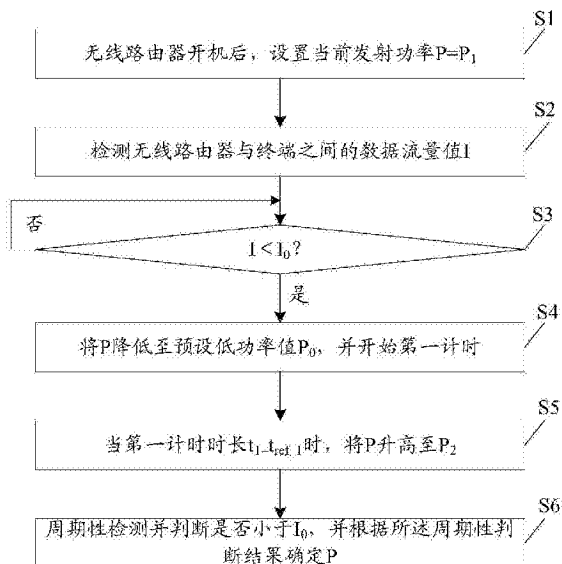 S1
无线路由器开机后，设置当前发射功率P=P₁
S2
检测无线路由器与终端之间的数据流量值I
S3
否
I<I₀?
是
S4
将P降低至预设低功率值P₀，并开始第一计时
S5
当第一计时时长t₁₌t_ref_1时，将P升高至P₂
S6
周期性检测并判断是否小于I₀，并根据所述周期性判
断结果确定P